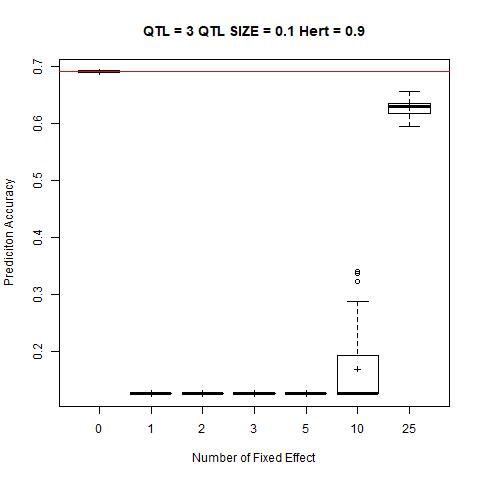 QTL = 3 QTL SIZE = 0.1 Hert = 0.9
Prediciton Accuracy
0.7
0.6
0.5
0.4
0.3
0.2
0 1 2 3 5 10 25
Number of Fixed Effect